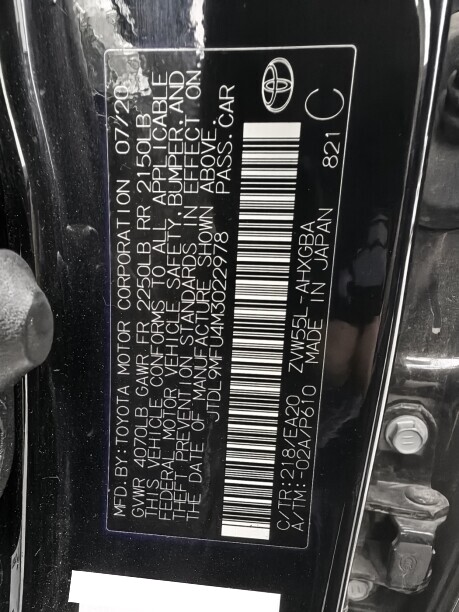 MFD.BY:TOYOTA MOTOR CORPORATION 07/20
GVWR 4070LB GAWR FR 2250LB RR 2150LB
THIS VEHICLE CONFORMS TO ALL APPLICABLE
FEDERAL MOTOR VEHICLE SAFETY, BUMPER, AND
THEFT PREVENTION STANDARDS IN EFFECT ON
THE DATE OF MANUFACTURE SHOWN ABOVE.
JTDL9MFU4M3022978 PASS.CAR
C/TR:218/EA20 ZVW55L-AHXGBA
A/TM:-02A/P610 MADE IN JAPAN 821
C